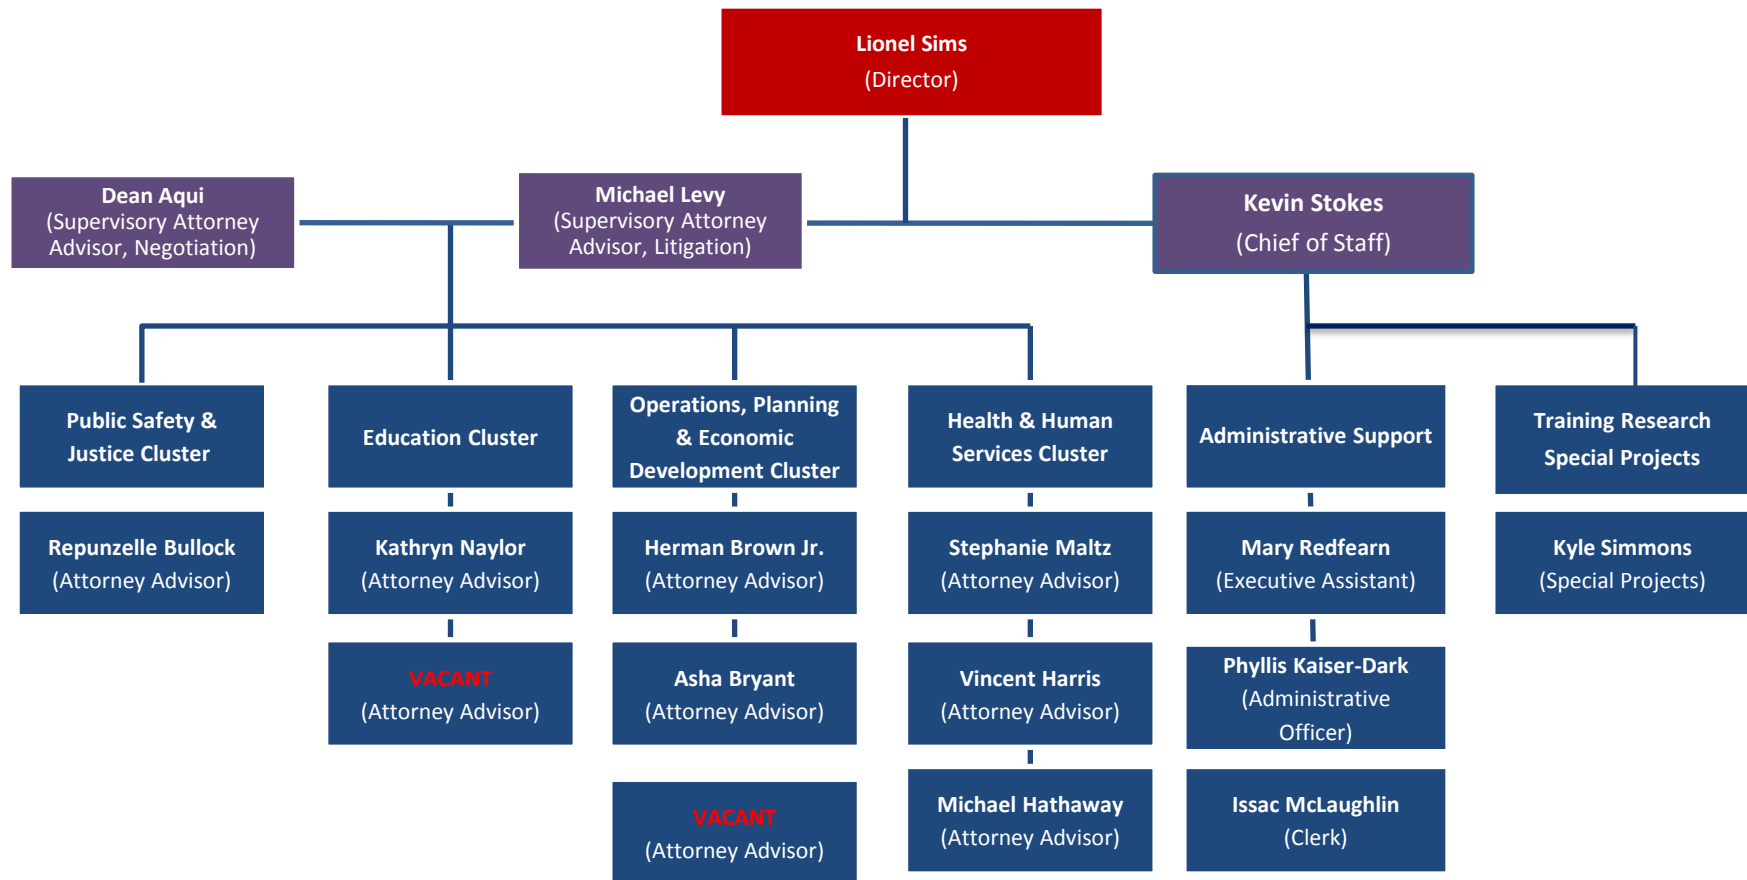 Lionel Sims
(Director)
Dean Aqui
(Supervisory Attorney
Advisor, Negotiation)
Michael Levy
(Supervisory Attorney
Advisor, Litigation)
Kevin Stokes
(Chief of Staff)
Public Safety &
Justice Cluster
Education Cluster
Operations, Planning
& Economic
Development Cluster
Health & Human
Services Cluster
Administrative Support
Training Research
Special Projects
Repunzelle Bullock
(Attorney Advisor)
Kathryn Naylor
(Attorney Advisor)
Herman Brown Jr.
(Attorney Advisor)
Stephanie Maltz
(Attorney Advisor)
Mary Redfearn
(Executive Assistant)
Kyle Simmons
(Special Projects)
VACANT
(Attorney Advisor)
Asha Bryant
(Attorney Advisor)
Vincent Harris
(Attorney Advisor)
Phyllis Kaiser-Dark
(Administrative
Officer)
VACANT
(Attorney Advisor)
Michael Hathaway
(Attorney Advisor)
Issac McLaughlin
(Clerk)